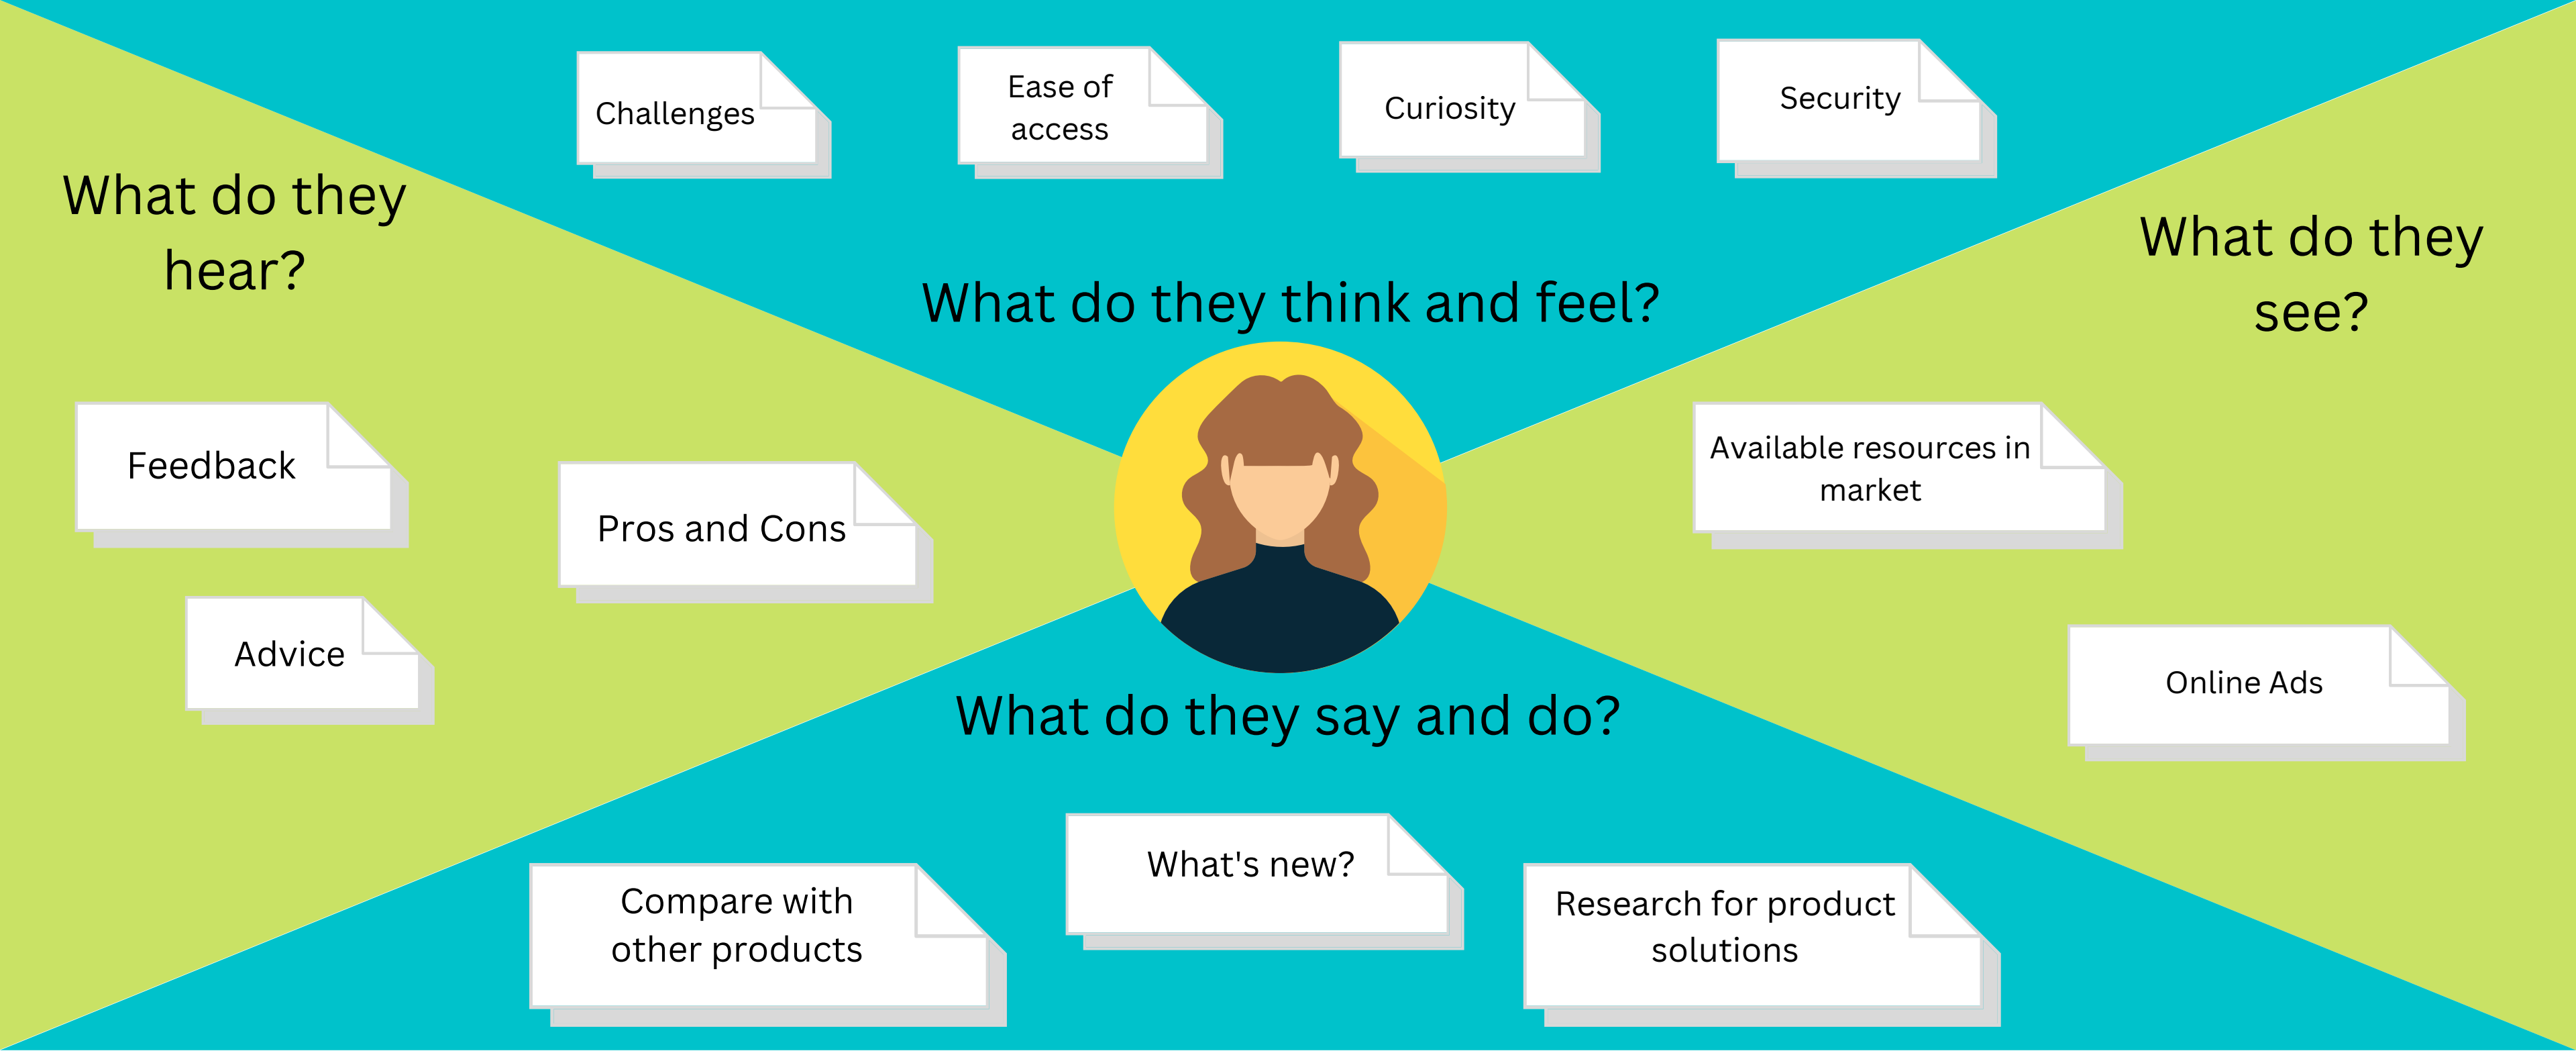 Challenges
Ease of
access
Curiosity
Security
What do they
hear?
What do they think and feel?
What do they
see?
Feedback
Pros and Cons
Advice
Available resources in
market
Online Ads
What do they say and do?
Compare with
other products
What's new?
Research for product
solutions